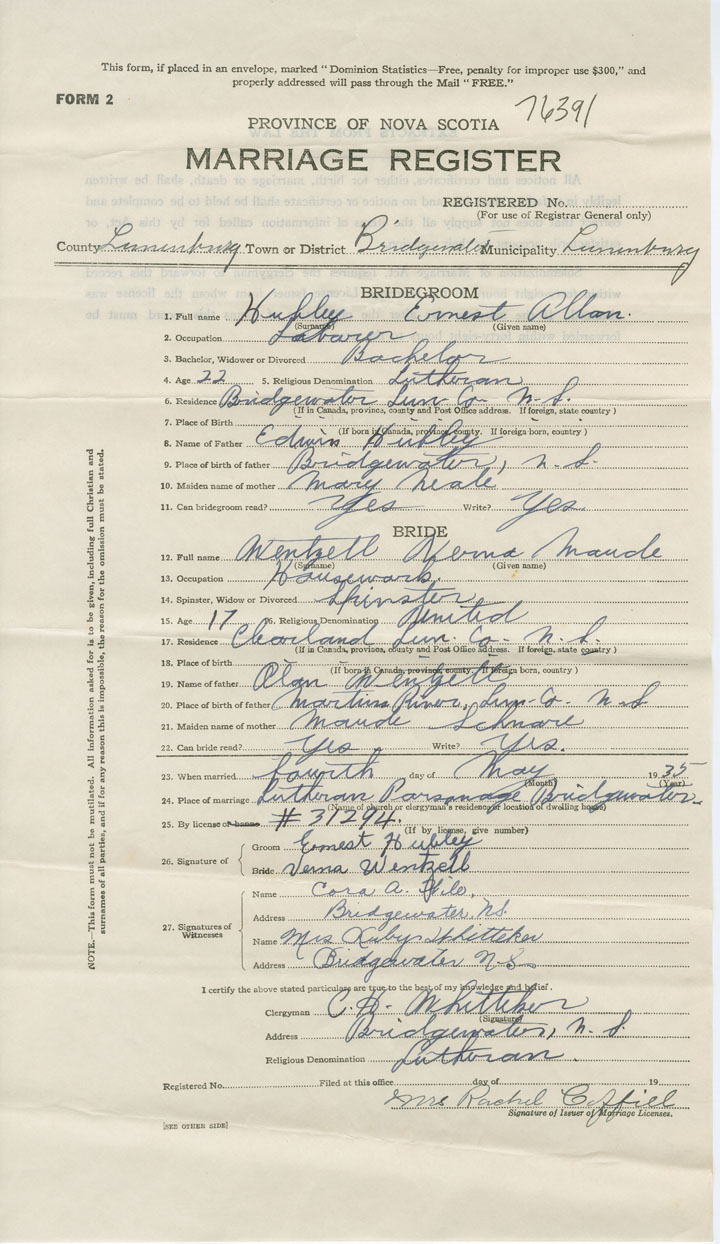 This form, if placed in an envelope, marked "Dominion Statistics—Free, penalty for improper use $300," and
properly addressed will pass through the Mail "FREE."
FORM 2
76391
PROVINCE OF NOVA SCOTIA
MARRIAGE REGISTER
REGISTERED No.
(For use of Registrar General only)
County Lunenburg Town or District Bridgewater Municipality Lunenburg
BRIDEGROOM
1. Full name Hubley Ernest Allan.
(Surname) (Given name)
2. Occupation Laborer
3. Bachelor, Widower or Divorced Bachelor
4. Age 22 5. Religious Denomination Lutheran
6. Residence Bridgewater Lun. Co. N.S.
(If in Canada, province, county and Post Office address. If foreign, state country)
7. Place of Birth " " " "
(If born in Canada, province, county. If foreign born, country)
8. Name of Father Edwin Hubley
9. Place of birth of father Bridgewater, N.S.
10. Maiden name of mother Mary Neale
11. Can bridegroom read? Yes Write? Yes
BRIDE
12. Full name Wentzell Verna Maude
(Surname) (Given name)
13. Occupation Housework
14. Spinster, Widow or Divorced Spinster
15. Age 17 16. Religious Denomination United
17. Residence Cleveland Lun. Co. N.S.
(If in Canada, province, county and Post Office address. If foreign, state country)
18. Place of birth " " " "
(If born in Canada, province, county. If foreign born, country)
19. Name of father Alan Wentzell
20. Place of birth of father Martins River, Lun. Co. N.S
21. Maiden name of mother Maude Schnare
22. Can bride read? Yes Write? Yes.
23. When married fourth day of May 1935
(Month) (Year)
24. Place of marriage Lutheran Parsonage Bridgewater
(Name of church or clergyman's residence or location of dwelling house)
25. By license or banns # 31294.
(If by license, give number)
26. Signature of
Groom Ernest Hubley
Bride Verna Wentzell
27. Signatures of Witnesses
Name Cora A.
Address Bridgewater. N.S.
Name Mrs Ruby Whitteker
Address Bridgewater N.S.
I certify the above stated particulars are true to the best of my knowledge and belief.
Clergyman C.H. Whitteker
(Signature)
Address Bridgewater, N.S.
Religious Denomination Lutheran.
Registered No. Filed at this office day of 19
Mrs Rachel
Signature of Issuer of Marriage Licenses.
[SEE OTHER SIDE]
NOTE.—This form must not be mutilated. All information asked for is to be given, including full Christian and
surnames of all parties, and if for any reason this is impossible, the reason for the omission must be stated.